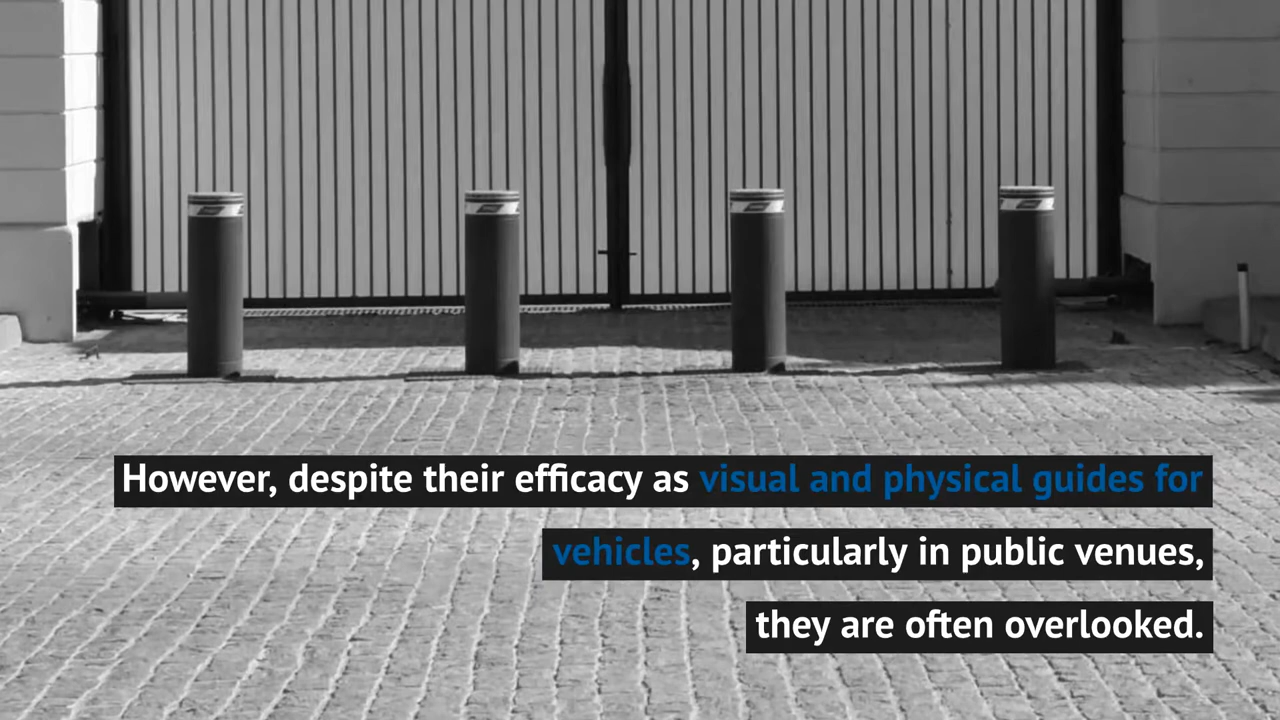 However, despite their efficacy as visual and physical guides for
vehicles, particularly in public venues,
they are often overlooked.